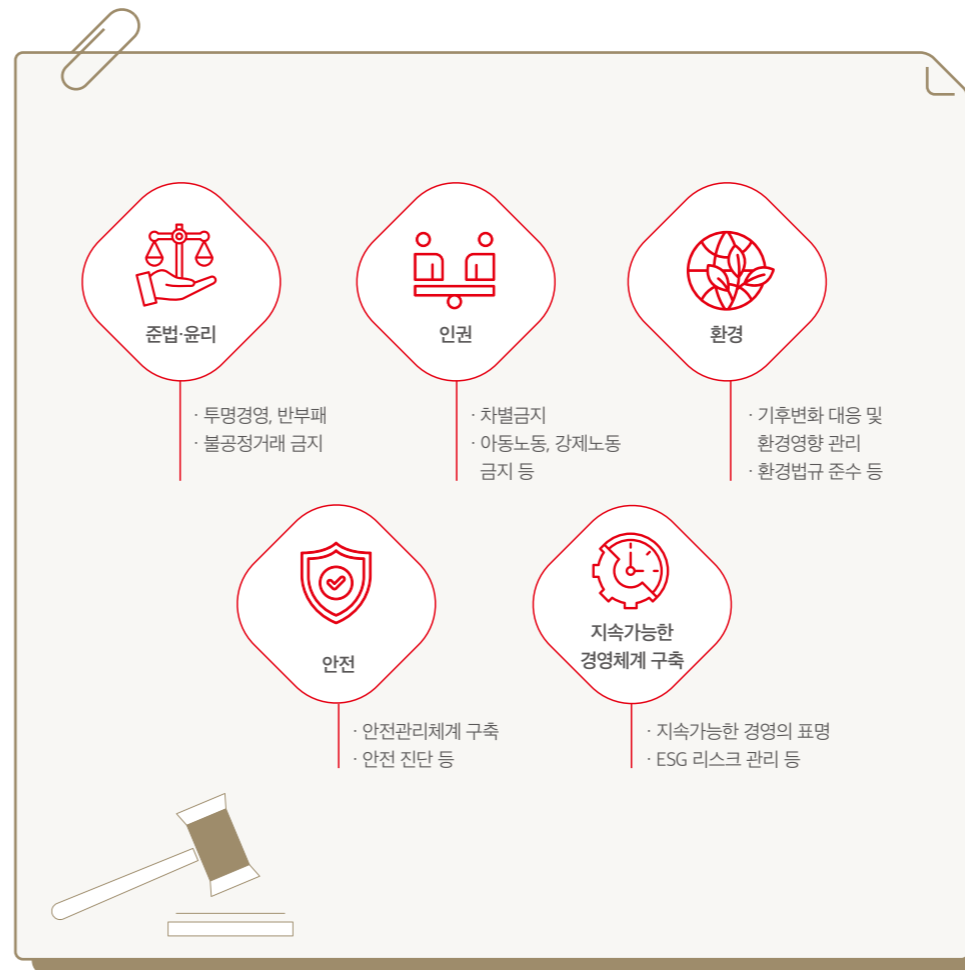 준법·윤리
· 투명경영, 반부패
· 불공정거래 금지
인권
· 차별금지
· 아동노동, 강제노동
금지 등
환경
· 기후변화 대응 및
환경영향 관리
· 환경법규 준수 등
안전
· 안전관리체계 구축
· 안전 진단 등
지속가능한
경영체계 구축
· 지속가능한 경영의 표명
· ESG 리스크 관리 등